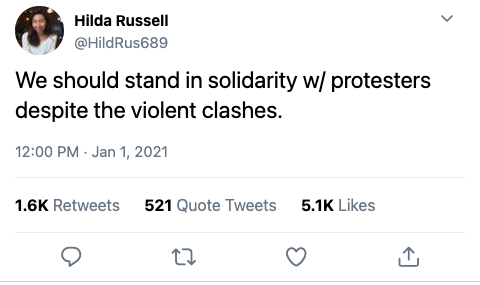 Hilda Russell
@HildRus689
We should stand in solidarity w/ protesters
despite the violent clashes.
12:00 PM · Jan 1, 2021
1.6K Retweets 521 Quote Tweets 5.1K Likes